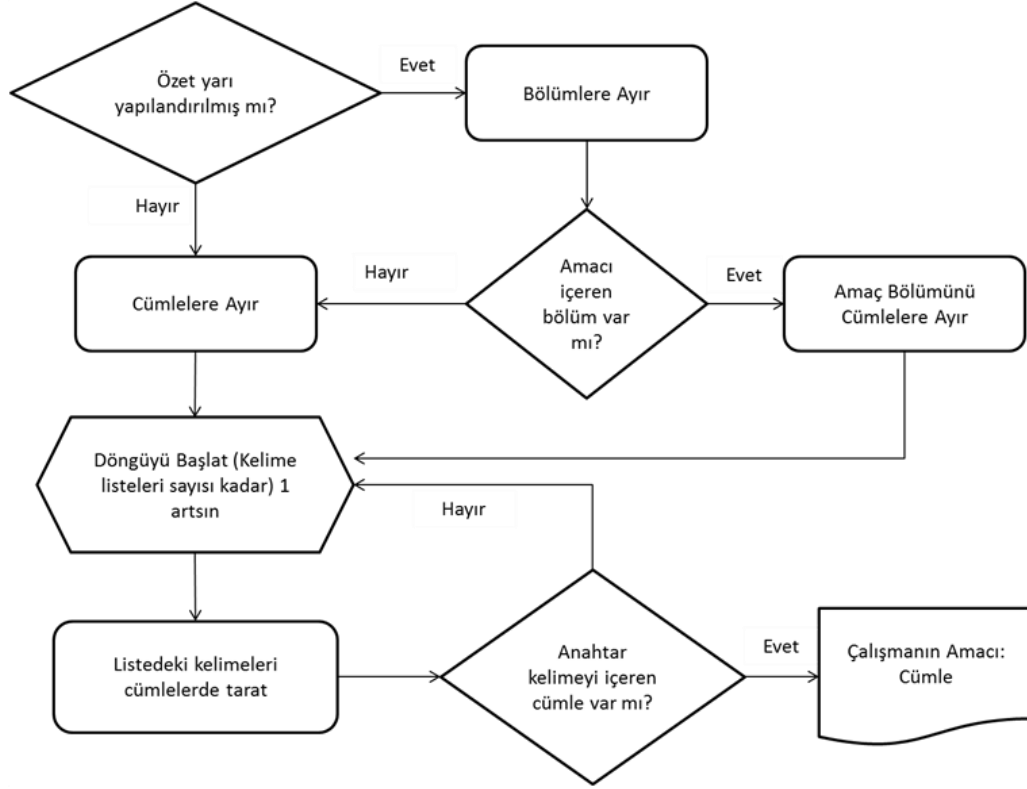 Özet yarı
yapılandırılmış mı?
Evet
Bölümlere Ayır
Hayır
Cümlelere Ayır
Hayır
Amacı
içeren
bölüm var
mı?
Evet
Amaç Bölümünü
Cümlelere Ayır
Döngüyü Başlat (Kelime
listeleri sayısı kadar) 1
artsın
Hayır
Listedeki kelimeleri
cümlelerde tarat
Anahtar
kelimeyi içeren
cümle var mı?
Evet
Çalışmanın Amacı:
Cümle